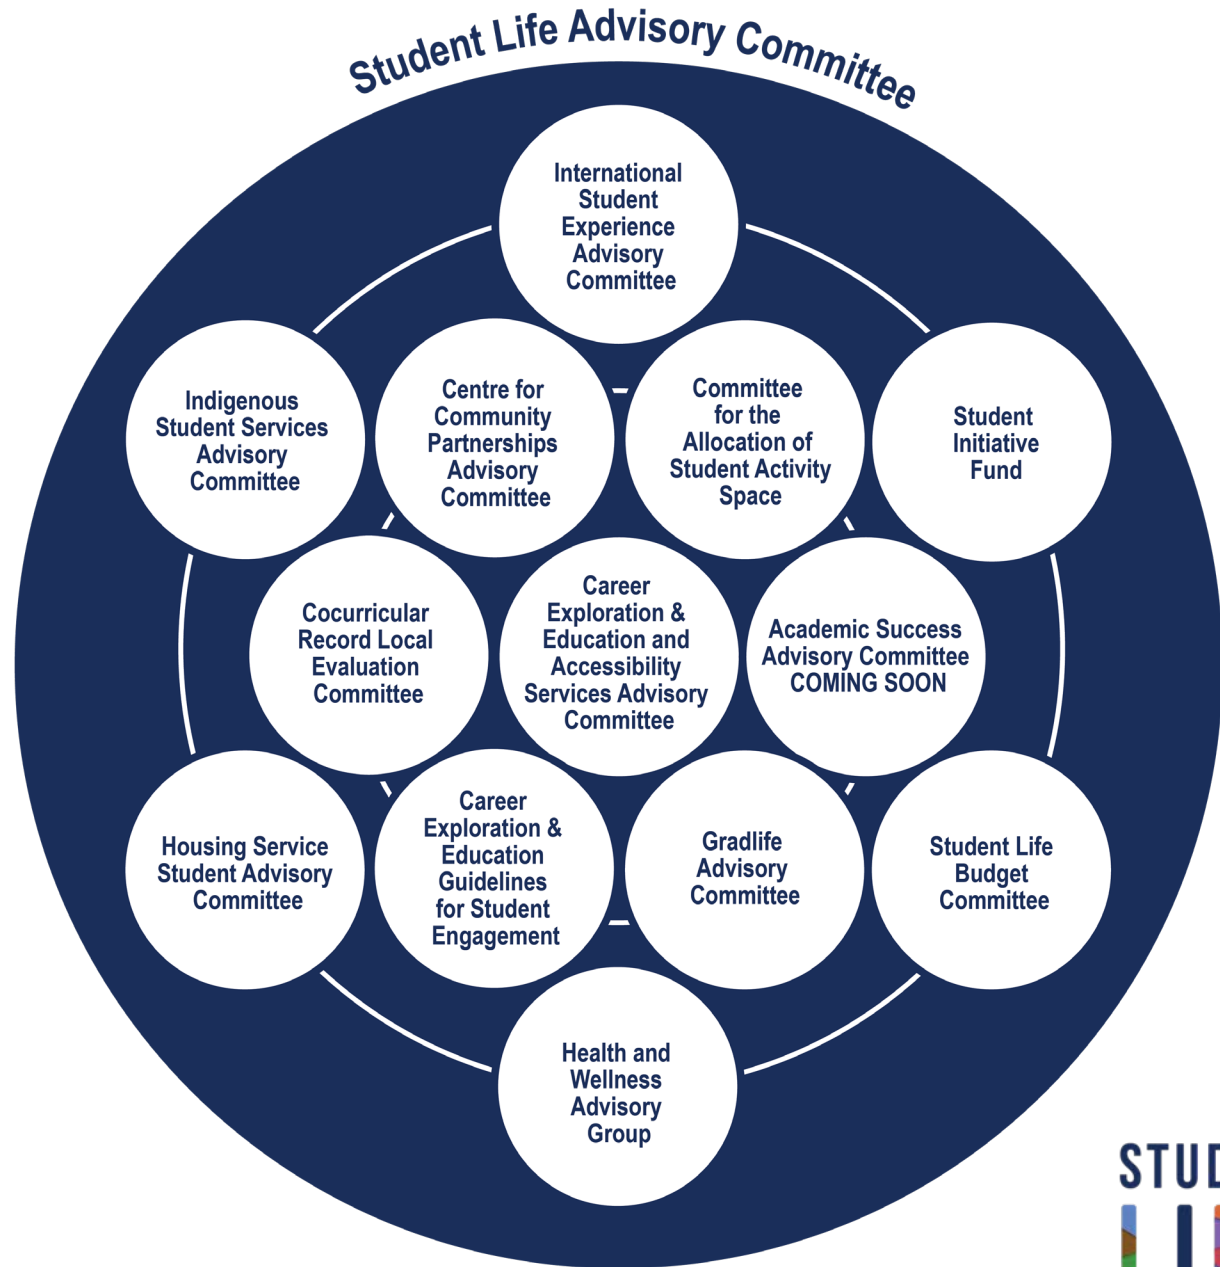 Student Life Advisory Committee
International
Student
Experience
Advisory
Committee
Indigenous
Student Services
Advisory
Committee
Centre for
Community
Partnerships
Advisory
Committee
Committee
for the
Allocation of
Student Activity
Space
Student
Initiative
Fund
Cocurricular
Record Local
Evaluation
Committee
Career
Exploration &
Education and
Accessibility
Services Advisory
Committee
Academic Success
Advisory Committee
COMING SOON
Housing Service
Student Advisory
Committee
Career
Exploration &
Education
Guidelines
for Student
Engagement
Gradlife
Advisory
Committee
Student Life
Budget
Committee
Health and
Wellness
Advisory
Group